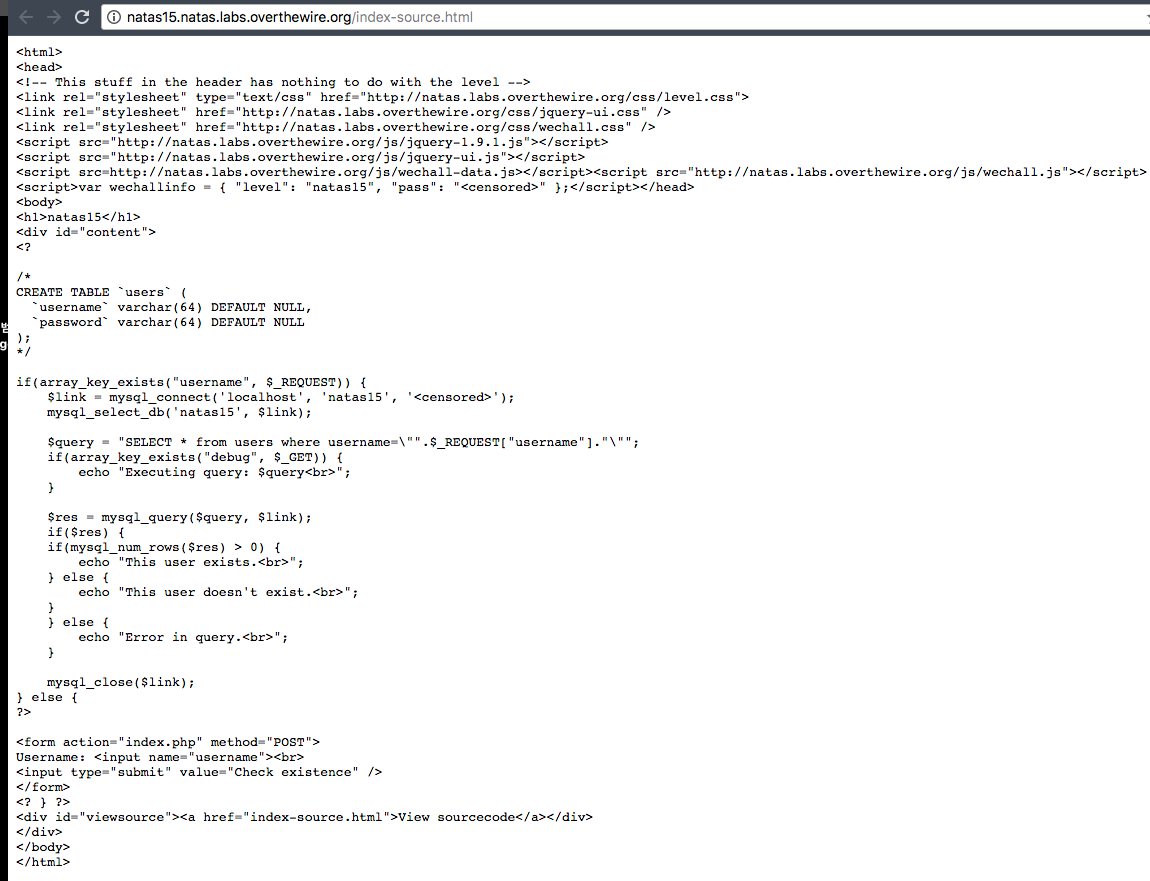 natas15.natas.labs.overthewire.org/index-source.html
<html>
<head>
<!-- This stuff in the header has nothing to do with the level -->
<link rel="stylesheet" type="text/css" href="http://natas.labs.overthewire.org/css/level.css">
<link rel="stylesheet" href="http://natas.labs.overthewire.org/css/jquery-ui.css" />
<link rel="stylesheet" href="http://natas.labs.overthewire.org/css/wechall.css" />
<script src="http://natas.labs.overthewire.org/js/jquery-1.9.1.js"></script>
<script src="http://natas.labs.overthewire.org/js/jquery-ui.js"></script>
<script src=http://natas.labs.overthewire.org/js/wechall-data.js></script><script src="http://natas.labs.overthewire.org/js/wechall.js"></script>
<script>var wechallinfo = { "level": "natas15", "pass": "<censored>" };</script></head>
<body>
<h1>natas15</h1>
<div id="content">
<?
/*
CREATE TABLE `users` (
  `username` varchar(64) DEFAULT NULL,
  `password` varchar(64) DEFAULT NULL
);
*/
if(array_key_exists("username", $_REQUEST)) {
    $link = mysql_connect('localhost', 'natas15', '<censored>');
    mysql_select_db('natas15', $link);
    $query = "SELECT * from users where username=\"".$_REQUEST["username"]."\"";
    if(array_key_exists("debug", $_GET)) {
        echo "Executing query: $query<br>";
    }
    $res = mysql_query($query, $link);
    if($res) {
    if(mysql_num_rows($res) > 0) {
        echo "This user exists.<br>";
    } else {
        echo "This user doesn't exist.<br>";
    }
    } else {
        echo "Error in query.<br>";
    }
    mysql_close($link);
} else {
?>
<form action="index.php" method="POST">
Username: <input name="username"><br>
<input type="submit" value="Check existence" />
</form>
<? } ?>
<div id="viewsource"><a href="index-source.html">View sourcecode</a></div>
</div>
</body>
</html>